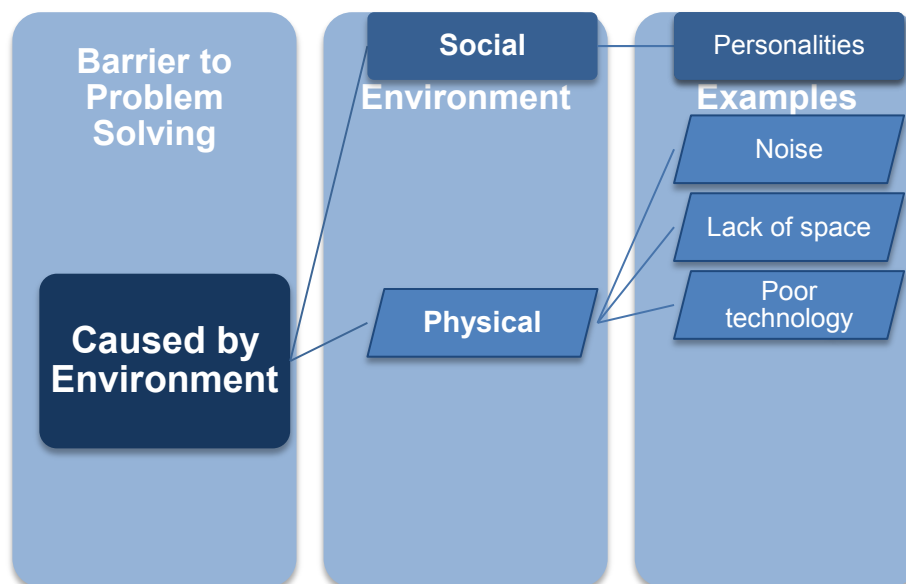 Barrier to
Problem
Solving
Caused by
Environment
Social
Environment
Physical
Personalities
Examples
Noise
Lack of space
Poor
technology